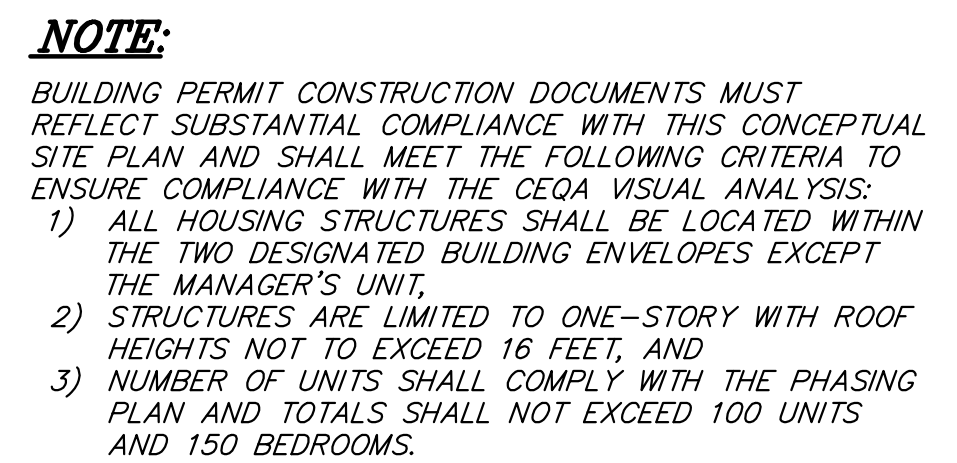 NOTE:
BUILDING PERMIT CONSTRUCTION DOCUMENTS MUST
REFLECT SUBSTANTIAL COMPLIANCE WITH THIS CONCEPTUAL
SITE PLAN AND SHALL MEET THE FOLLOWING CRITERIA TO
ENSURE COMPLIANCE WITH THE CEQA VISUAL ANALYSIS:
1) ALL HOUSING STRUCTURES SHALL BE LOCATED WITHIN
THE TWO DESIGNATED BUILDING ENVELOPES EXCEPT
THE MANAGER'S UNIT,
2) STRUCTURES ARE LIMITED TO ONE-STORY WITH ROOF
HEIGHTS NOT TO EXCEED 16 FEET, AND
3) NUMBER OF UNITS SHALL COMPLY WITH THE PHASING
PLAN AND TOTALS SHALL NOT EXCEED 100 UNITS
AND 150 BEDROOMS.